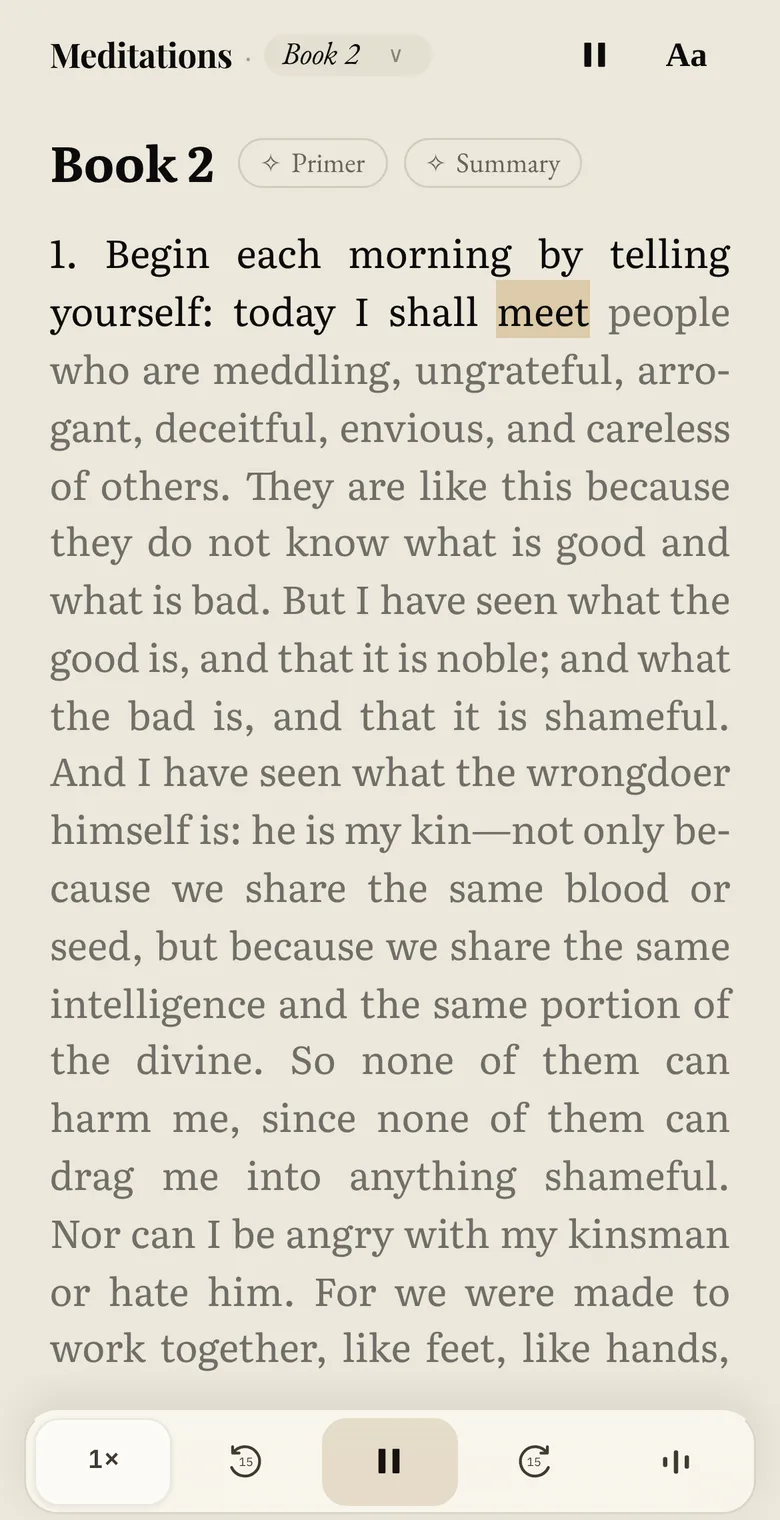 Meditations · Book 2 ∨ Aa
Book 2 ✧ Primer ✧ Summary
1. Begin each morning by telling
yourself: today I shall meet people
who are meddling, ungrateful, arro-
gant, deceitful, envious, and careless
of others. They are like this because
they do not know what is good and
what is bad. But I have seen what the
good is, and that it is noble; and what
the bad is, and that it is shameful.
And I have seen what the wrongdoer
himself is: he is my kin—not only be-
cause we share the same blood or
seed, but because we share the same
intelligence and the same portion of
the divine. So none of them can
harm me, since none of them can
drag me into anything shameful.
Nor can I be angry with my kinsman
or hate him. For we were made to
work together, like feet, like hands,
1× 15 15